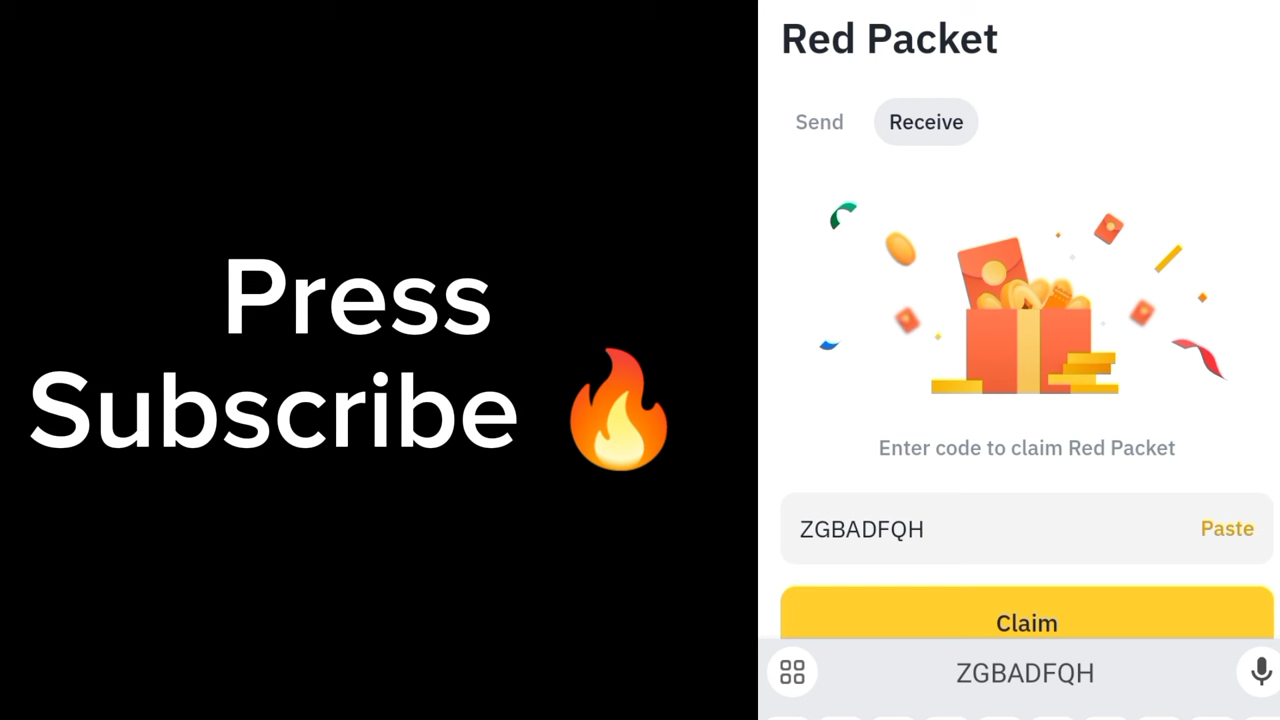 Press
Subscribe 🔥
Red Packet
Send
Receive
Enter code to claim Red Packet
ZGBADFQH
Paste
Claim
ZGBADFQH